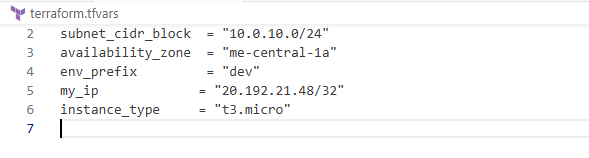 terraform.tfvars
2 subnet_cidr_block  = "10.0.10.0/24"
3 availability_zone  = "me-central-1a"
4 env_prefix         = "dev"
5 my_ip             = "20.192.21.48/32"
6 instance_type     = "t3.micro"
7